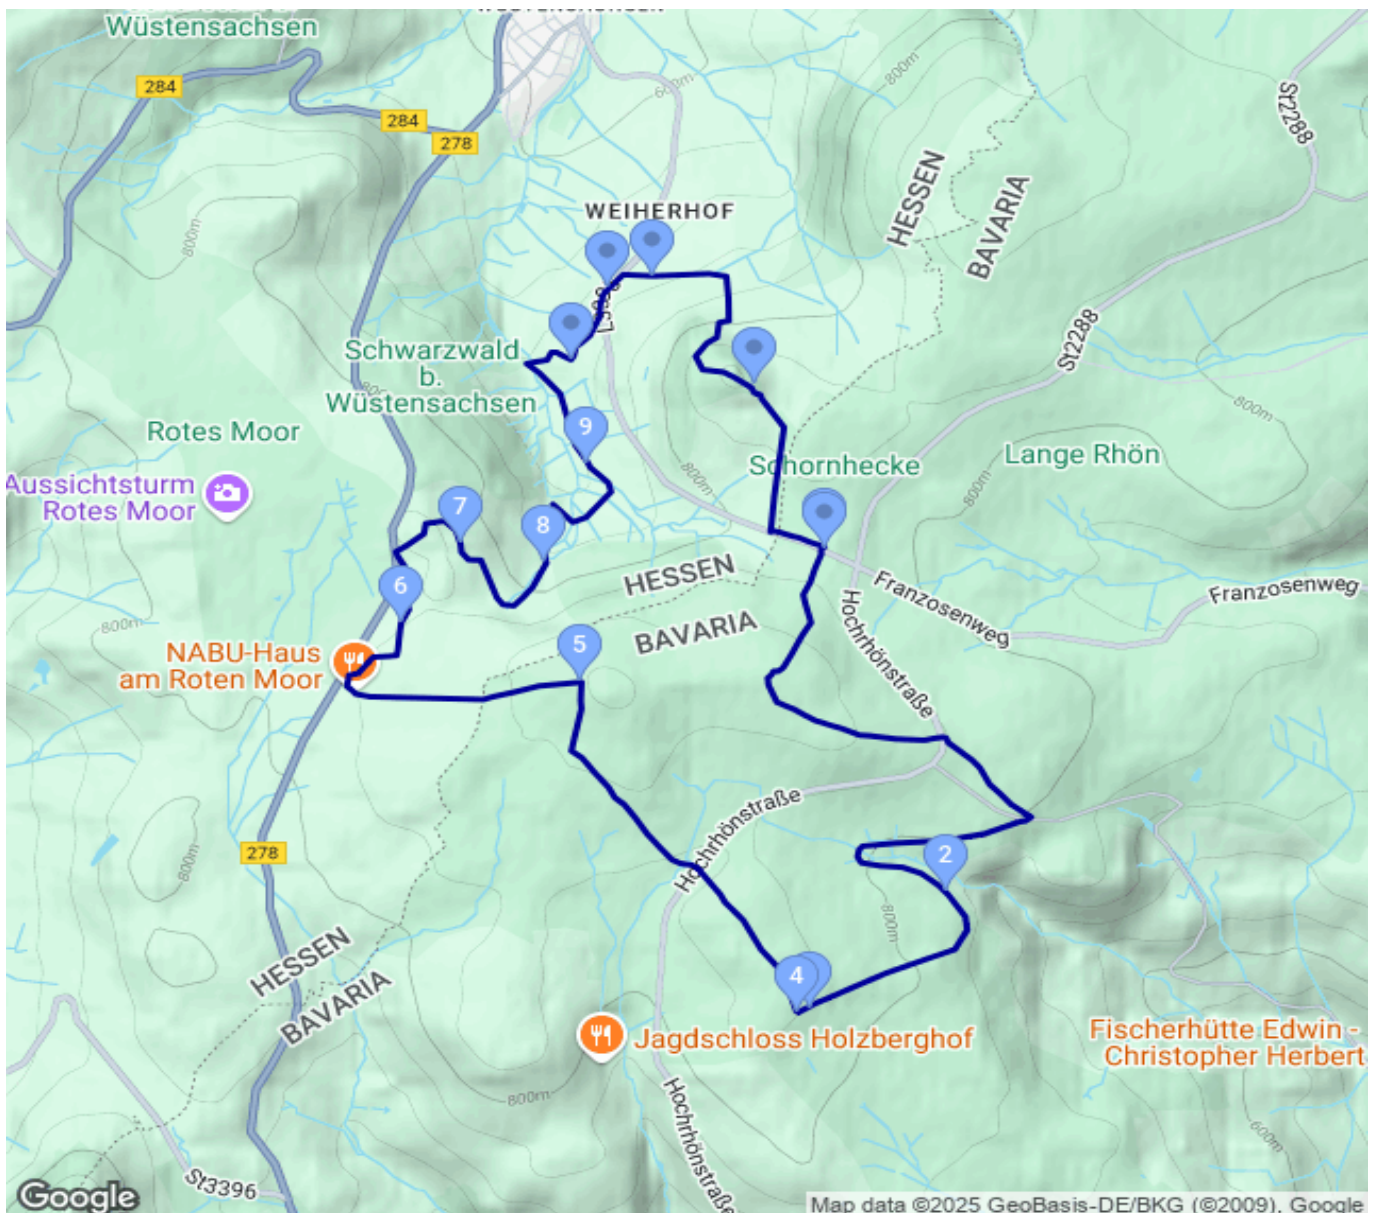 Wüstensachsen
284
284
278
600m
800m
St2288
HESSEN
BAVARIA
WEIHERHOF
800m
St2288
Schwarzwald
b.
Wüstensachsen
Rotes Moor
Aussichtsturm
Rotes Moor
9
Schornhecke
Lange Rhön
800m
800m
800m
7
8
6
HESSEN
BAVARIA
Franzosenweg
Franzosenweg
Hochrhönstraße
800m
NABU-Haus
am Roten Moor
5
Hochrhönstraße
278
800m
2
800m
4
HESSEN
BAVARIA
Jagdschloss Holzberghof
Fischerhütte Edwin -
Christopher Herbert
800m
600m
Hochrhönstraße
St3396
Google
Map data ©2025 GeoBasis-DE/BKG (©2009), Google